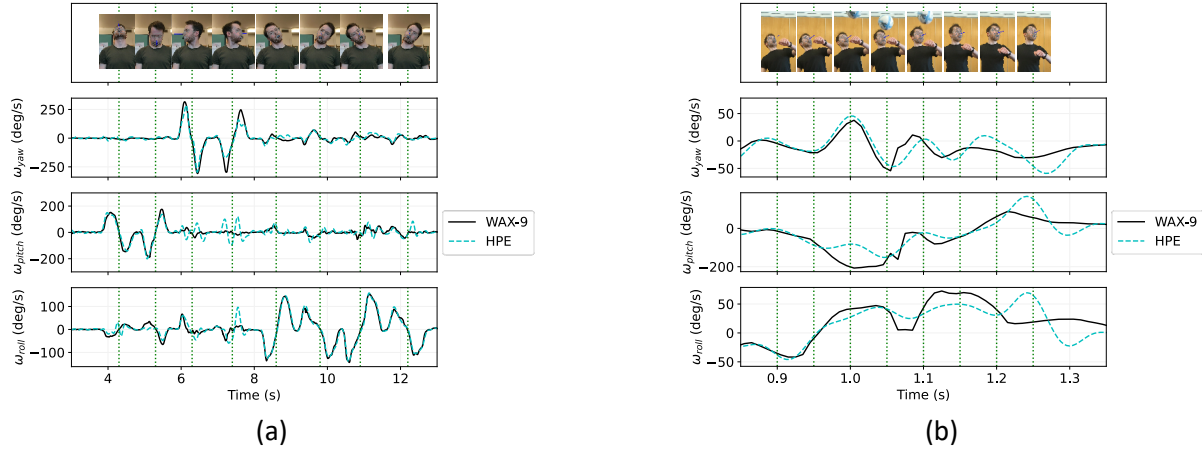 250
0
−250
ω_yaw (deg/s)
200
0
−200
ω_pitch (deg/s)
100
0
−100
ω_roll (deg/s)
4 6 8 10 12
Time (s)
WAX-9
HPE
(a)
50
0
−50
ω_yaw (deg/s)
0
−200
ω_pitch (deg/s)
50
0
−50
ω_roll (deg/s)
0.9 1.0 1.1 1.2 1.3
Time (s)
WAX-9
HPE
(b)